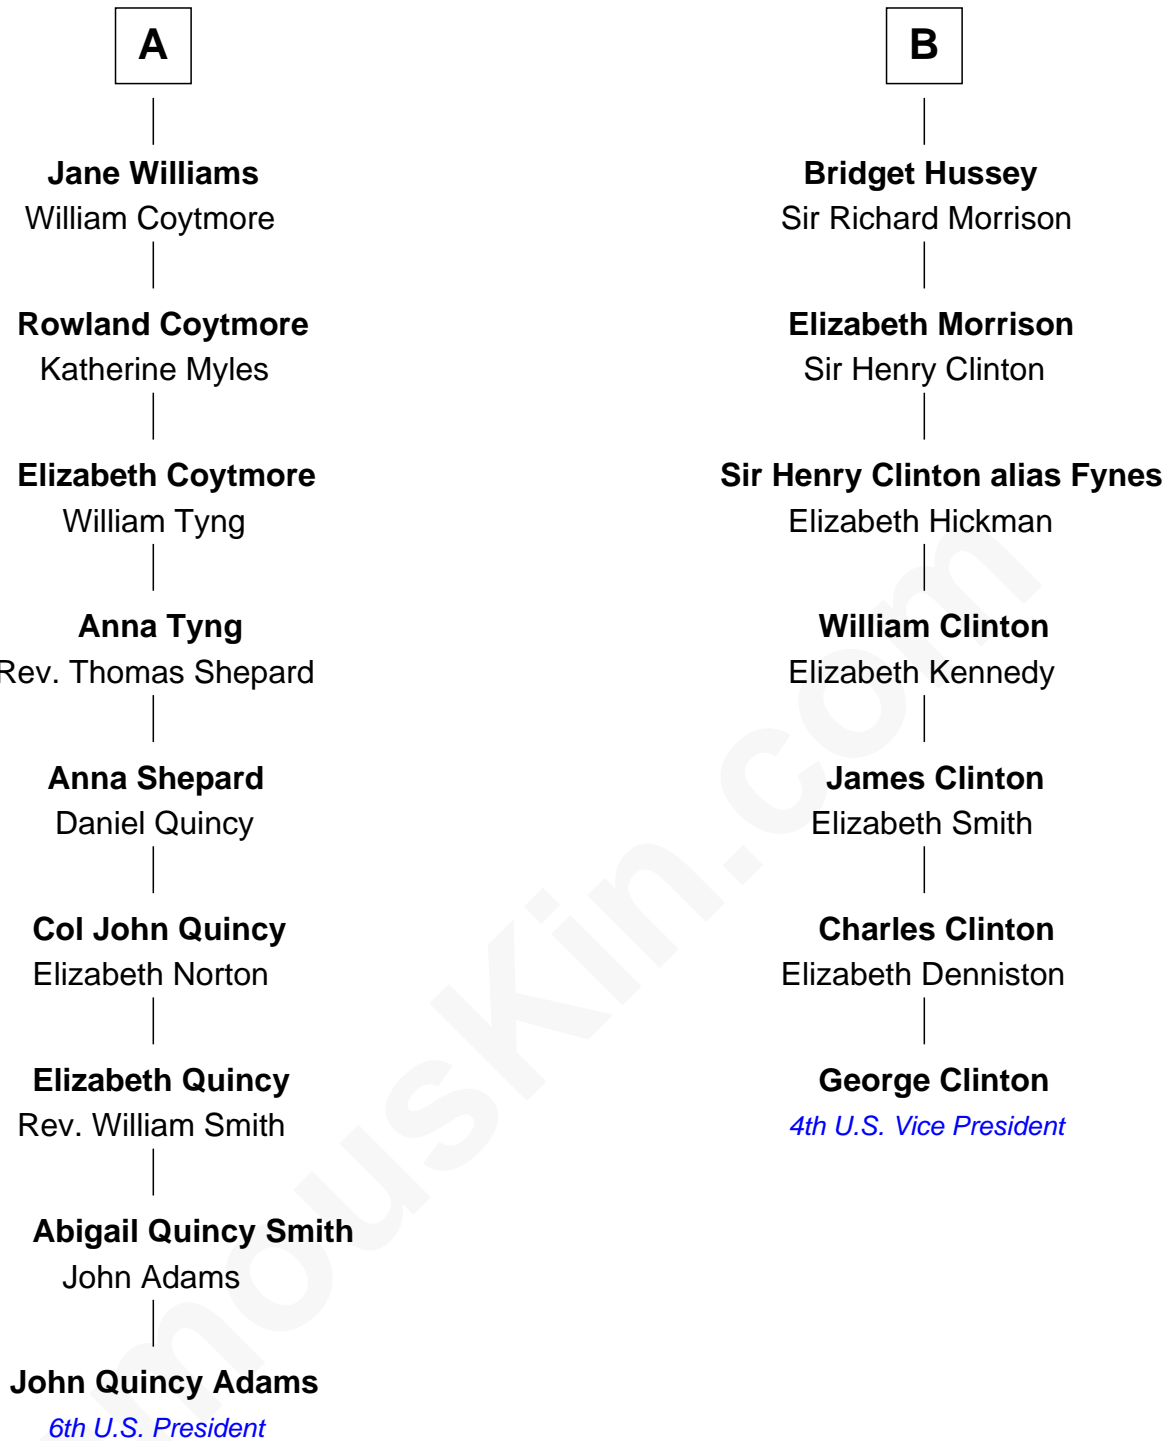 A
Jane Williams
William Coytmore
Rowland Coytmore
Katherine Myles
Elizabeth Coytmore
William Tyng
Anna Tyng
Rev. Thomas Shepard
Anna Shepard
Daniel Quincy
Col John Quincy
Elizabeth Norton
Elizabeth Quincy
Rev. William Smith
Abigail Quincy Smith
John Adams
John Quincy Adams
6th U.S. President
B
Bridget Hussey
Sir Richard Morrison
Elizabeth Morrison
Sir Henry Clinton
Sir Henry Clinton alias Fynes
Elizabeth Hickman
William Clinton
Elizabeth Kennedy
James Clinton
Elizabeth Smith
Charles Clinton
Elizabeth Denniston
George Clinton
4th U.S. Vice President
mouskin.com